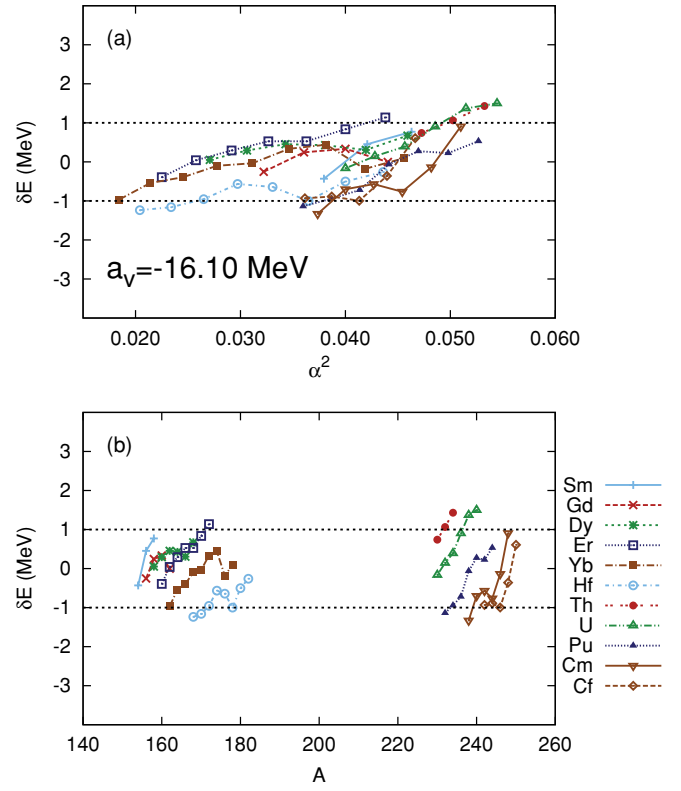 (a)
3
2
1
0
-1
-2
-3
δE (MeV)
a_v=-16.10 MeV
0.020 0.030 0.040 0.050 0.060
α²
(b)
3
2
1
0
-1
-2
-3
δE (MeV)
140 160 180 200 220 240 260
A
Sm
Gd
Dy
Er
Yb
Hf
Th
U
Pu
Cm
Cf